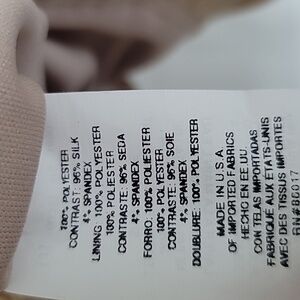 100% POLYESTER
CONTRAST: 96% SILK
4% SPANDEX
LINING: 100% POLYESTER
100% POLIESTER
CONTRASTE: 96% SEDA
4% SPANDEX
FORRO: 100% POLIESTER
100% POLYESTER
CONTRASTE: 96% SOIE
4% SPANDEX
DOUBLURE: 100% POLYESTER
MADE IN U.S.A.
OF IMPORTED FABRICS
HECHO EN EE.UU.
CON TELAS IMPORTADAS
FABRIQUE AUX ETATS-UNIS
AVEC DES TISSUS IMPORTES